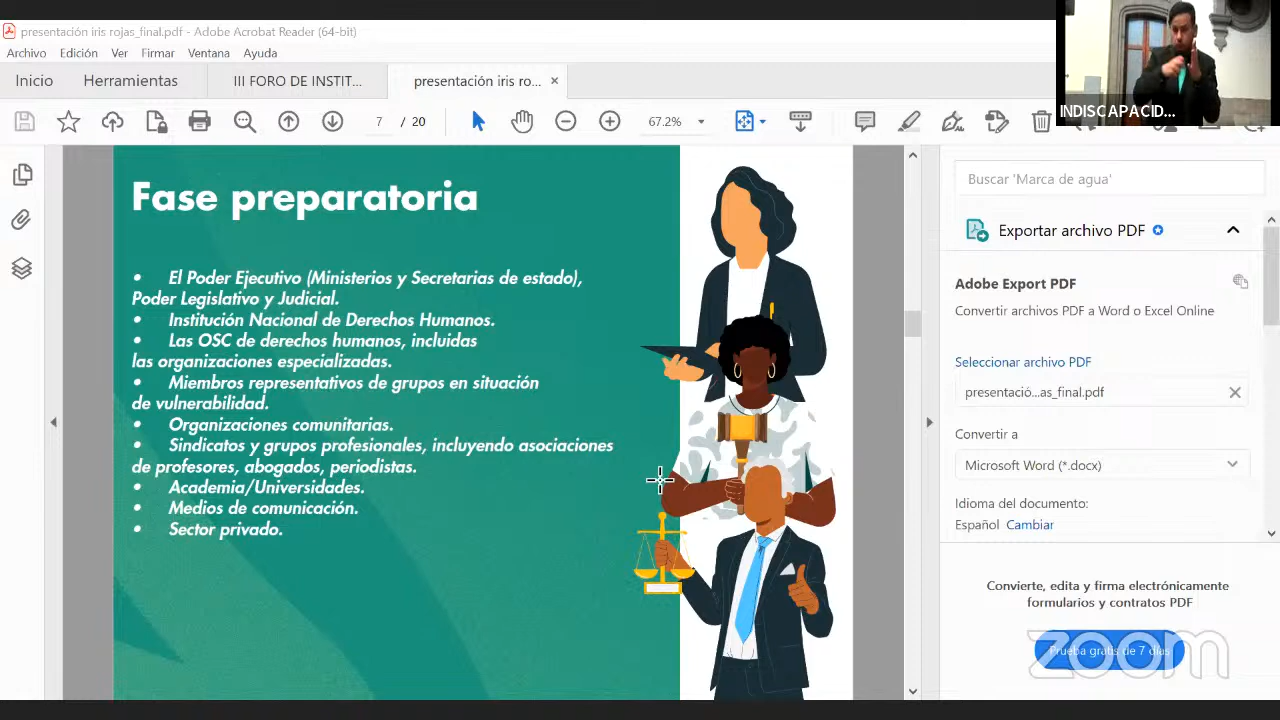 presentación iris rojas_final.pdf - Adobe Acrobat Reader (64-bit)
Archivo Edición Ver Firmar Ventana Ayuda
Inicio Herramientas III FORO DE INSTIT... presentación iris ro... ×
7 / 20 67.2%
INDISCAPACID...
Fase preparatoria
• El Poder Ejecutivo (Ministerios y Secretarias de estado),
Poder Legislativo y Judicial.
• Institución Nacional de Derechos Humanos.
• Las OSC de derechos humanos, incluidas
las organizaciones especializadas.
• Miembros representativos de grupos en situación
de vulnerabilidad.
• Organizaciones comunitarias.
• Sindicatos y grupos profesionales, incluyendo asociaciones
de profesores, abogados, periodistas.
• Academia/Universidades.
• Medios de comunicación.
• Sector privado.
Buscar 'Marca de agua'
Exportar archivo PDF
Adobe Export PDF
Convertir archivos PDF a Word o Excel Online
Seleccionar archivo PDF
presentació...as_final.pdf
Convertir a
Microsoft Word (*.docx)
Idioma del documento:
Español Cambiar
Convierte, edita y firma electrónicamente
formularios y contratos PDF
Prueba gratis de 7 días
zoom